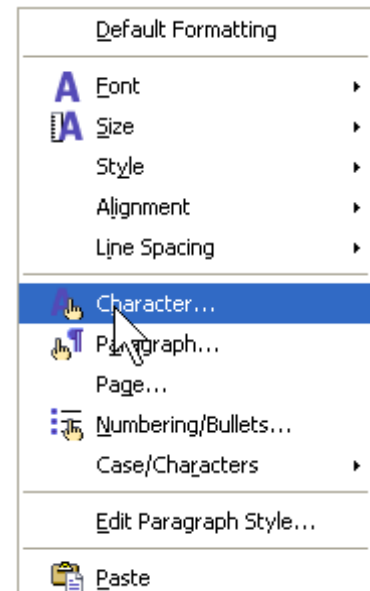 Default Formatting
Font
Size
Style
Alignment
Line Spacing
Character...
Paragraph...
Page...
Numbering/Bullets...
Case/Characters
Edit Paragraph Style...
Paste